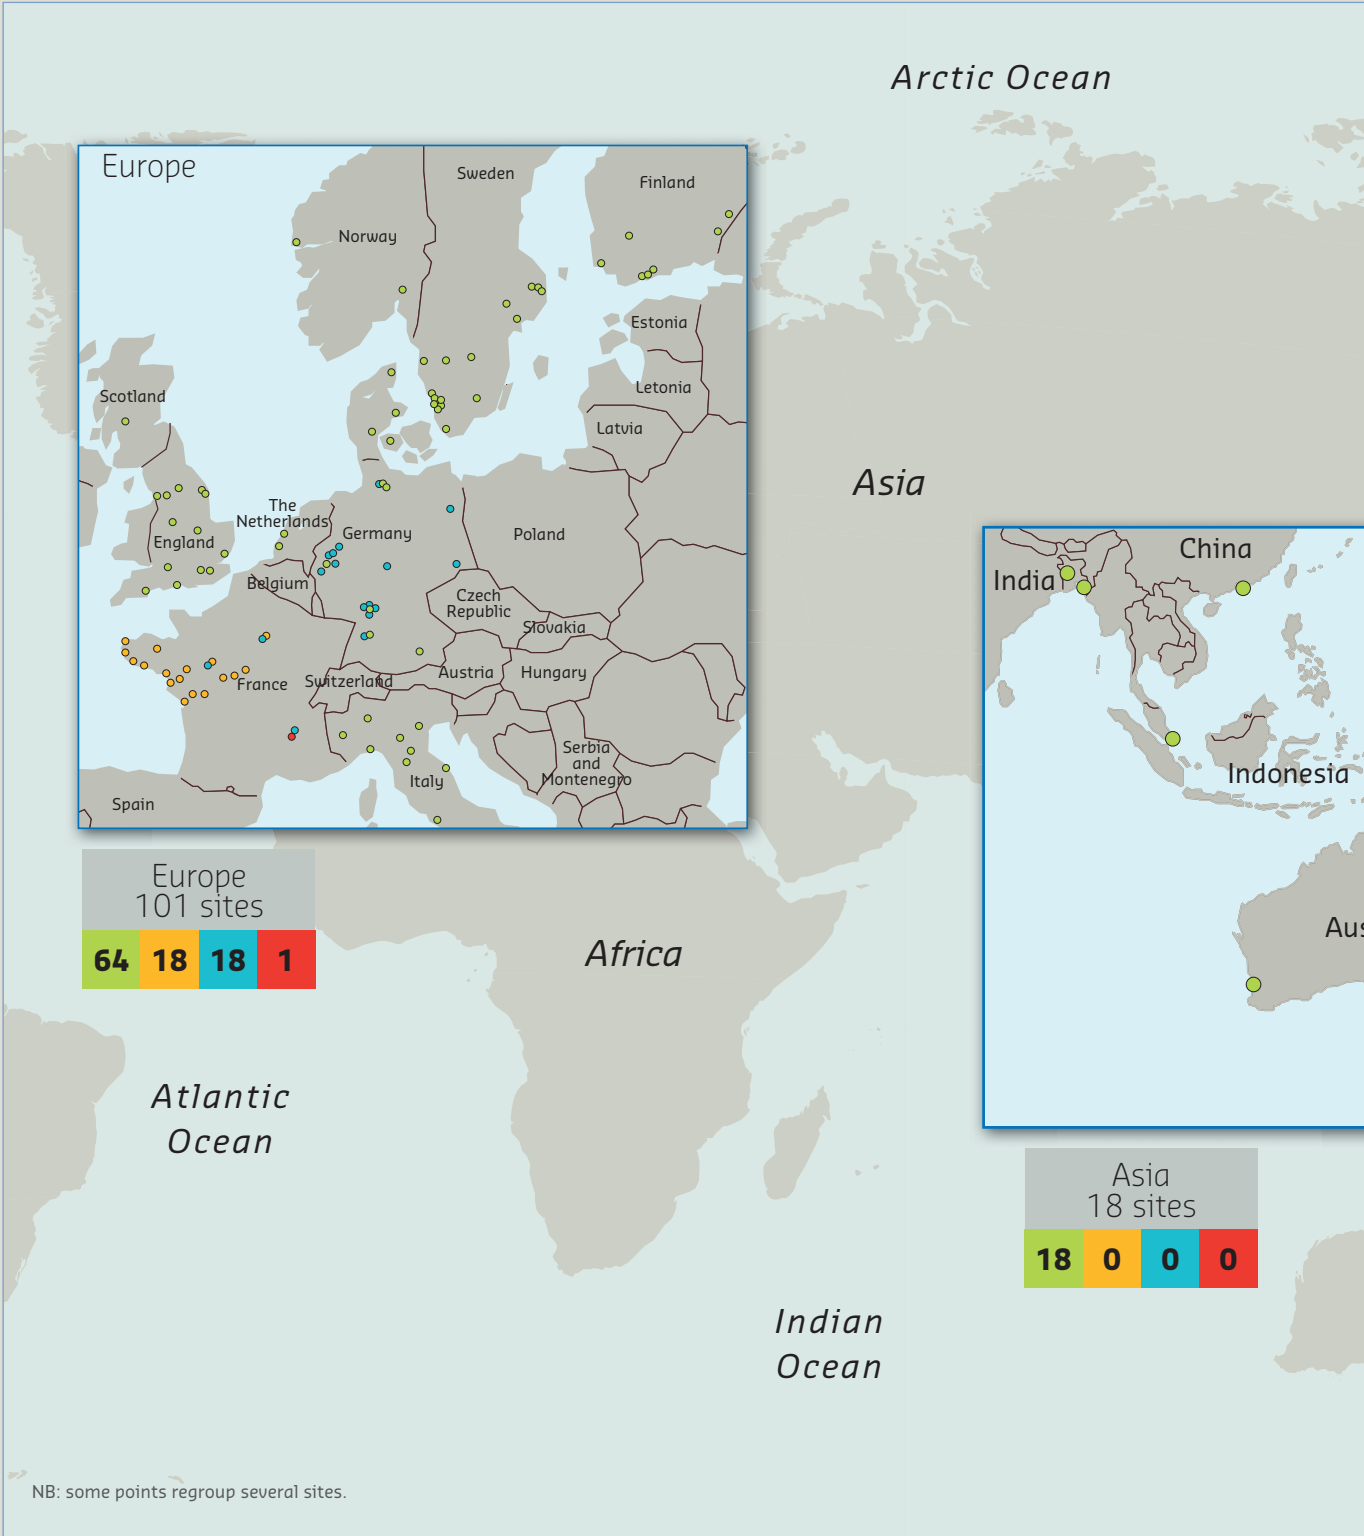 Arctic Ocean
Europe
Sweden
Finland
Norway
Estonia
Letonia
Scotland
Latvia
The
Netherlands
Germany
Poland
England
Belgium
Czech
Republic
Slovakia
France
Switzerland
Austria
Hungary
Serbia
and
Montenegro
Italy
Spain
Asia
China
India
Indonesia
Aus
Europe
101 sites
64 18 18 1
Africa
Atlantic
Ocean
Asia
18 sites
18 0 0 0
Indian
Ocean
NB: some points regroup several sites.